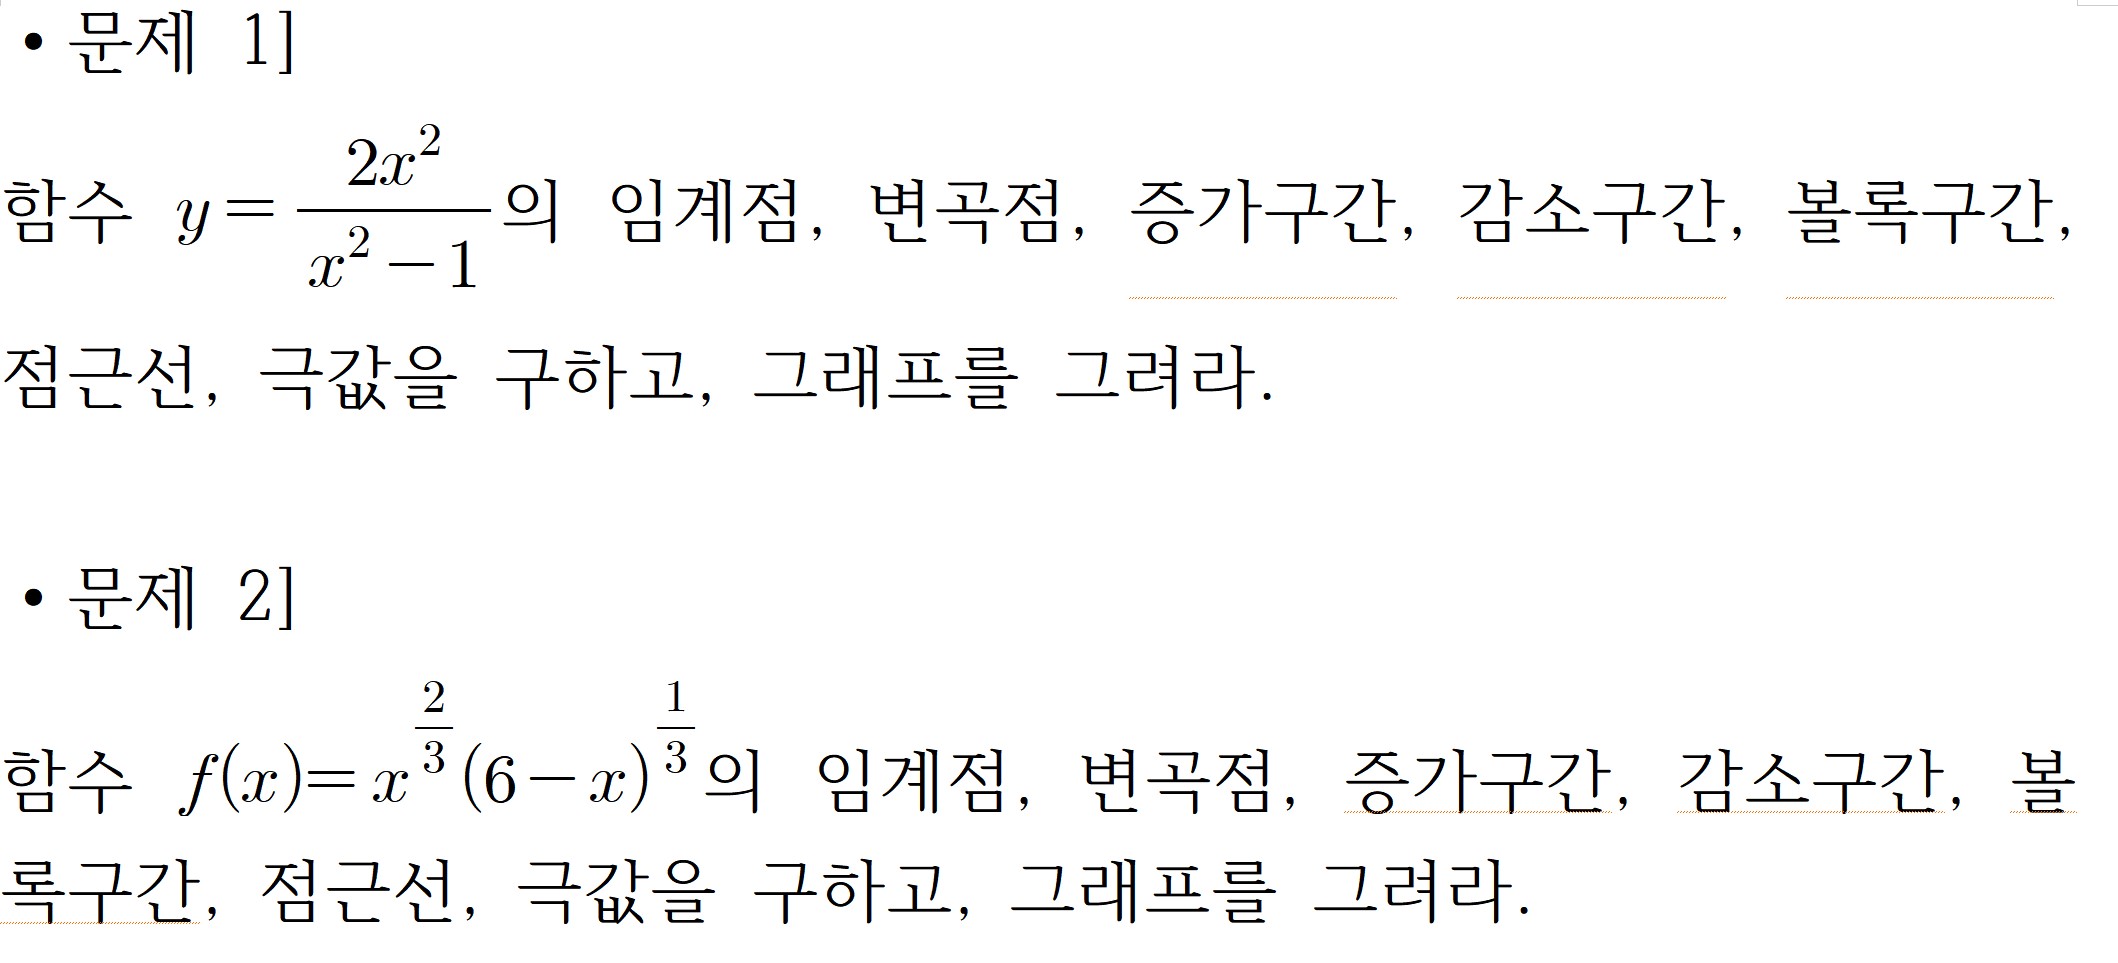 • 문제 1]
함수 y = \frac{2x^2}{x^2 - 1}의 임계점, 변곡점, 증가구간, 감소구간, 볼록구간,
점근선, 극값을 구하고, 그래프를 그려라.
• 문제 2]
함수 f(x) = x^{\frac{2}{3}}(6 - x)^{\frac{1}{3}}의 임계점, 변곡점, 증가구간, 감소구간, 볼
록구간, 점근선, 극값을 구하고, 그래프를 그려라.